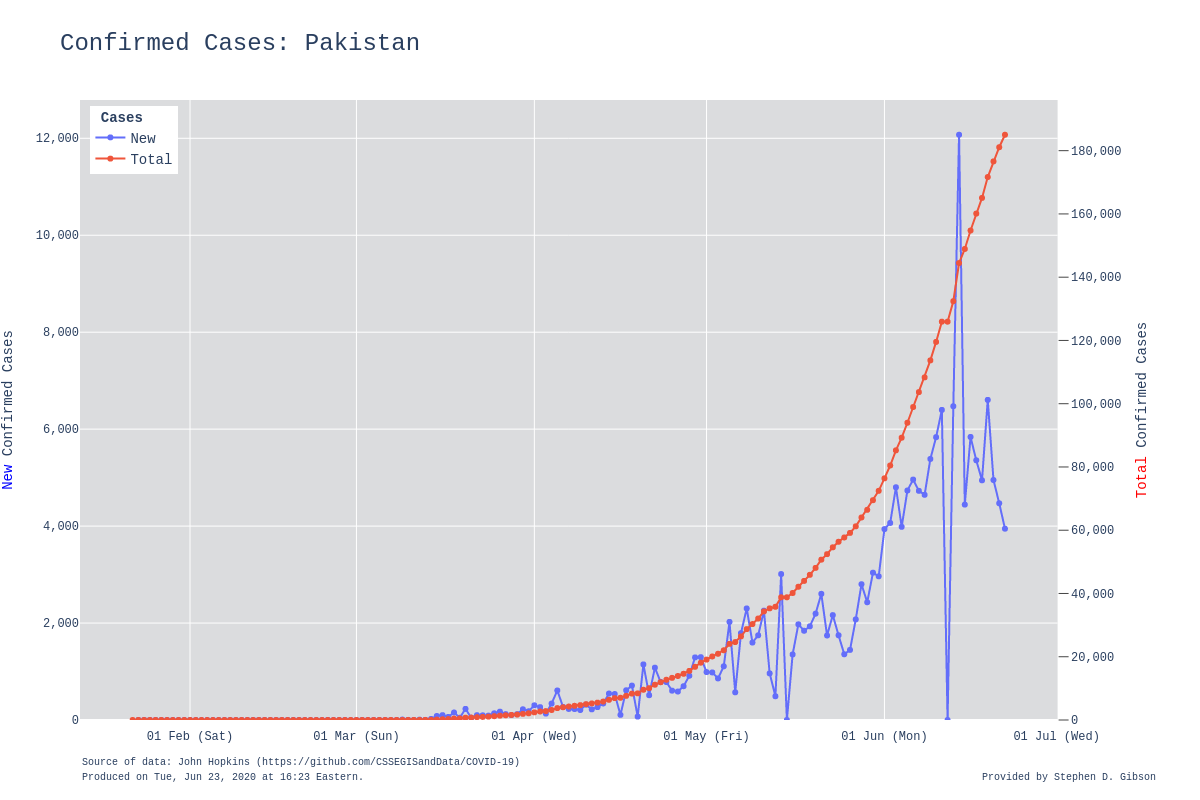 Confirmed Cases: Pakistan
Cases
New
Total
12,000
10,000
8,000
6,000
4,000
2,000
0
180,000
160,000
140,000
120,000
100,000
80,000
60,000
40,000
20,000
0
New Confirmed Cases
Total Confirmed Cases
01 Feb (Sat) 01 Mar (Sun) 01 Apr (Wed) 01 May (Fri) 01 Jun (Mon) 01 Jul (Wed)
Source of data: John Hopkins (https://github.com/CSSEGISandData/COVID-19)
Produced on Tue, Jun 23, 2020 at 16:23 Eastern.
Provided by Stephen D. Gibson